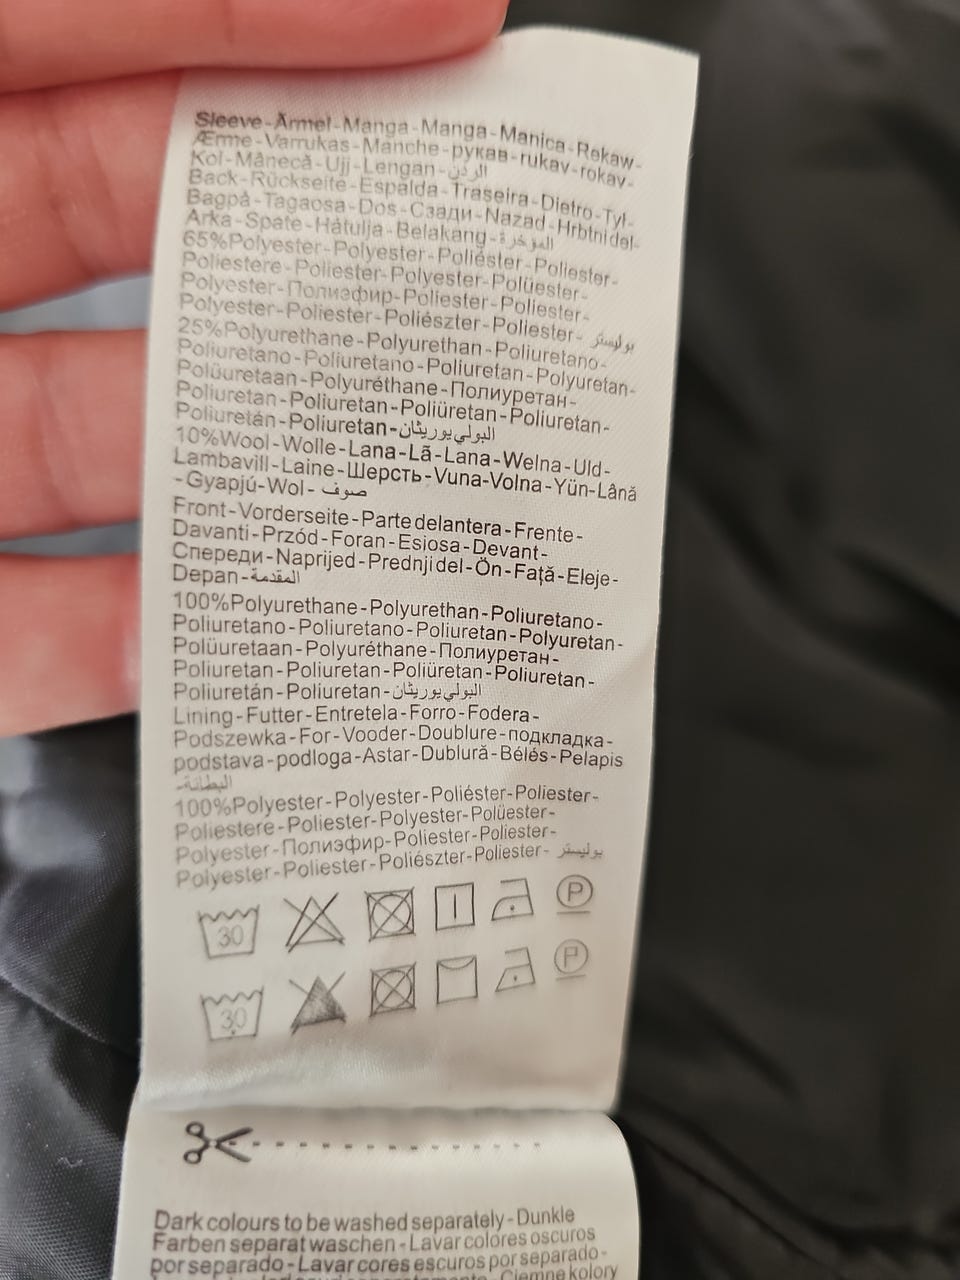 Sleeve-Ärmel-Manga-Manga-Manica-Rekaw-
Ærme-Varrukas-Manche-рукав-rukav-rokav-
Kol-Mânecă-Ujj-Lengan-الردن
Back-Rückseite-Espalda-Traseira-Dietro-Tył-
Bagpå-Tagaosa-Dos-Сзади-Nazad-Hrbtni del-
Arka-Spate-Hátulja-Belakang-المؤخرة
65%Polyester-Polyester-Poliéster-Poliester-
Poliestere-Poliester-Polyester-Polüester-
Polyester-Полиэфир-Poliester-Poliester-
Polyester-Poliester-Poliészter-Poliester- بوليستر
25%Polyurethane-Polyurethan-Poliuretano-
Poliuretano-Poliuretano-Poliuretan-Polyuretan-
Polüuretaan-Polyuréthane-Полиуретан-
Poliuretan-Poliuretan-Poliüretan-Poliuretan-
Poliuretán-Poliuretan-البولي يوريثان
10%Wool-Wolle-Lana-Lã-Lana-Welna-Uld-
Lambavill-Laine-Шерсть-Vuna-Volna-Yün-Lână
-Gyapjú-Wol- صوف
Front-Vorderseite-Parte delantera-Frente-
Davanti-Przód-Foran-Esiosa-Devant-
Спереди-Naprijed-Prednji del-Ön-Față-Eleje-
Depan-المقدمة
100%Polyurethane-Polyurethan-Poliuretano-
Poliuretano-Poliuretano-Poliuretan-Polyuretan-
Polüuretaan-Polyuréthane-Полиуретан-
Poliuretan-Poliuretan-Poliüretan-Poliuretan-
Poliuretán-Poliuretan-البولي يوريثان
Lining-Futter-Entretela-Forro-Fodera-
Podszewka-For-Vooder-Doublure-подкладка-
podstava-podloga-Astar-Dublură-Bélés-Pelapis
-البطانة
100%Polyester-Polyester-Poliéster-Poliester-
Poliestere-Poliester-Polyester-Polüester-
Polyester-Полиэфир-Poliester-Poliester-
Polyester-Poliester-Poliészter-Poliester- بوليستر
30 P
30 P
Dark colours to be washed separately-Dunkle
Farben separat waschen-Lavar colores oscuros
por separado-Lavar cores escuros por separado-
Ciemne kolory